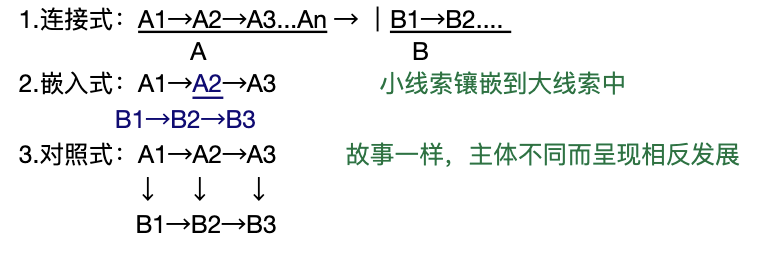 1.连接式：A1→A2→A3...An→ | B1→B2....
A B
2.嵌入式：A1→A2→A3 小线索镶嵌到大线索中
B1→B2→B3
3.对照式：A1→A2→A3 故事一样，主体不同而呈现相反发展
↓ ↓ ↓
B1→B2→B3